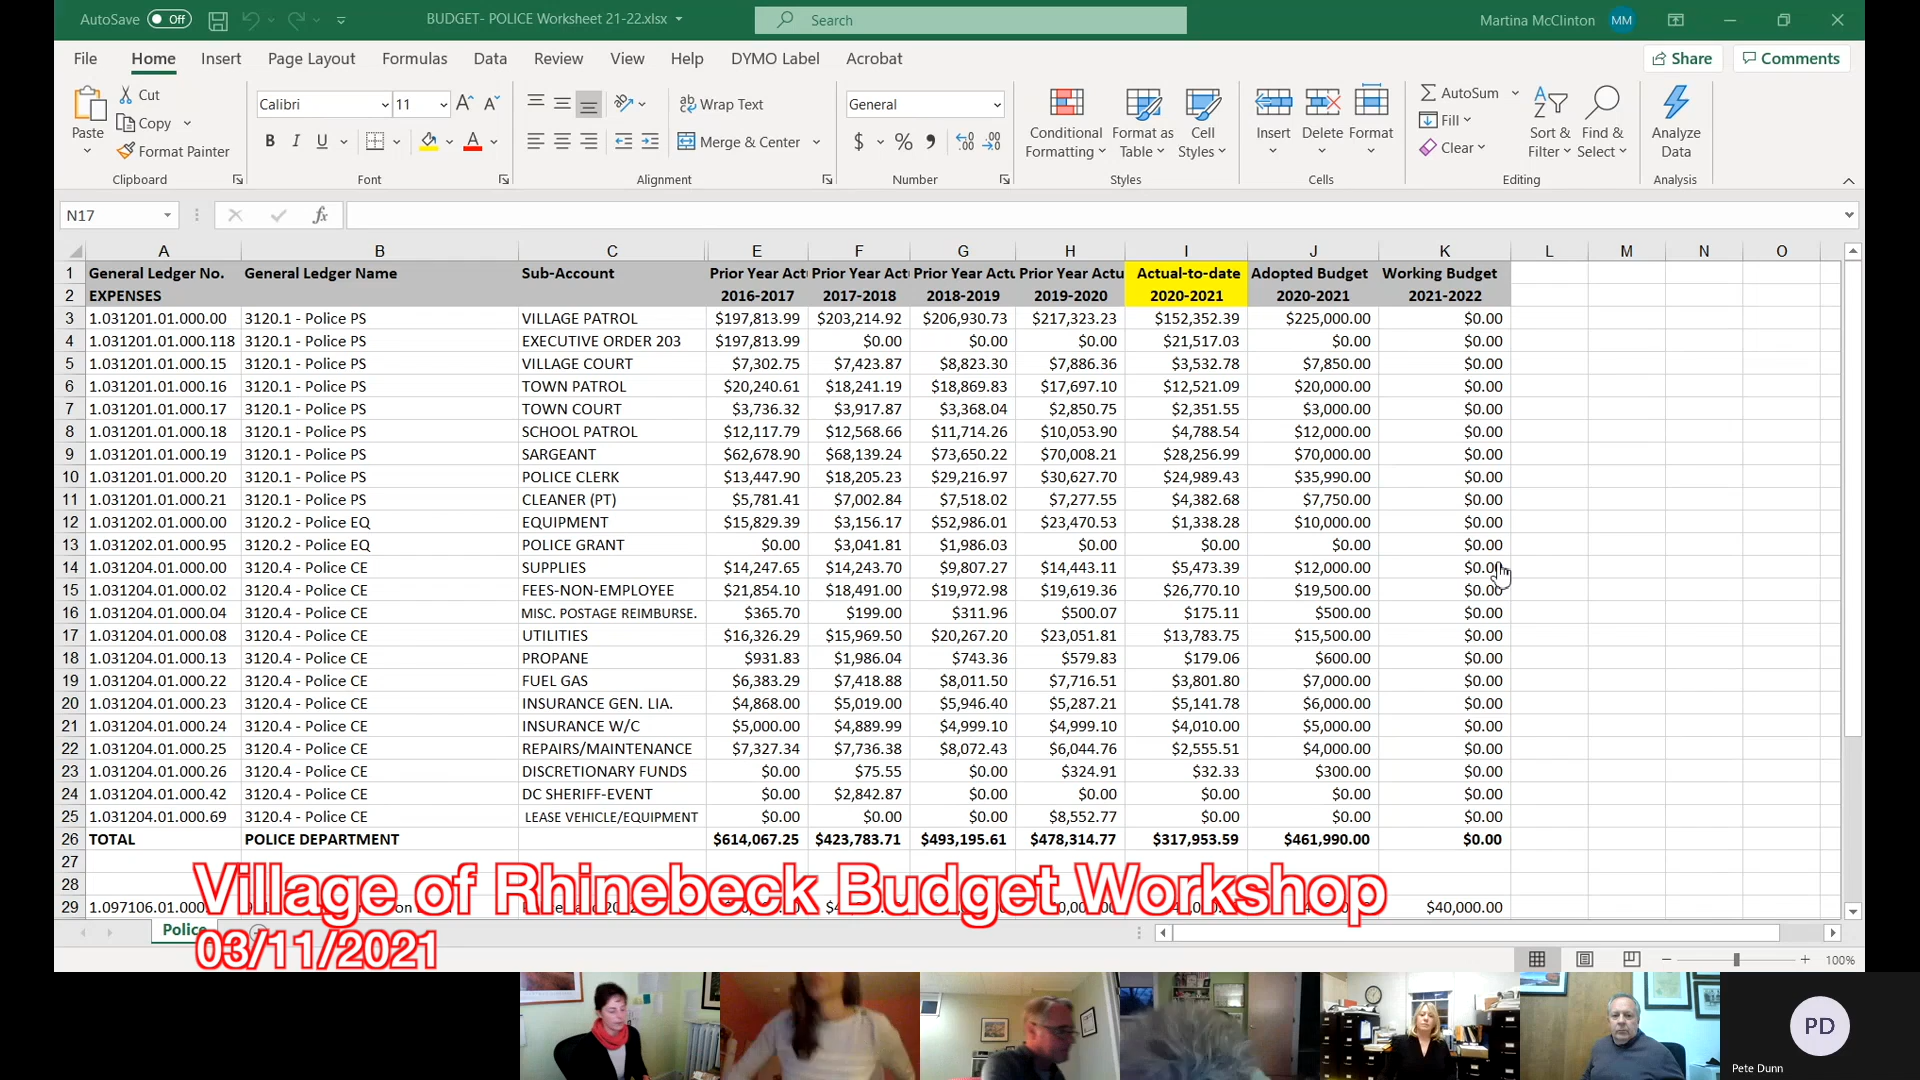 AutoSave Off BUDGET- POLICE Worksheet 21-22.xlsx Search Martina McClinton MM
File Home Insert Page Layout Formulas Data Review View Help DYMO Label Acrobat Share Comments
Paste Cut Copy Format Painter Clipboard
Calibri 11 B I U A Font
Wrap Text Merge & Center Alignment
General $ % Number
Conditional Formatting Format as Table Cell Styles Styles
Insert Delete Format Cells
AutoSum Fill Clear Sort & Filter Find & Select Editing
Analyze Data Analysis
N17 fx
A B C E F G H I J K L M N O
1 General Ledger No. General Ledger Name Sub-Account Prior Year Actu Prior Year Actu Prior Year Actu Prior Year Actu Actual-to-date Adopted Budget Working Budget
2 EXPENSES 2016-2017 2017-2018 2018-2019 2019-2020 2020-2021 2020-2021 2021-2022
3 1.031201.01.000.00 3120.1 - Police PS VILLAGE PATROL $197,813.99 $203,214.92 $206,930.73 $217,323.23 $152,352.39 $225,000.00 $0.00
4 1.031201.01.000.118 3120.1 - Police PS EXECUTIVE ORDER 203 $197,813.99 $0.00 $0.00 $0.00 $21,517.03 $0.00 $0.00
5 1.031201.01.000.15 3120.1 - Police PS VILLAGE COURT $7,302.75 $7,423.87 $8,823.30 $7,886.36 $3,532.78 $7,850.00 $0.00
6 1.031201.01.000.16 3120.1 - Police PS TOWN PATROL $20,240.61 $18,241.19 $18,869.83 $17,697.10 $12,521.09 $20,000.00 $0.00
7 1.031201.01.000.17 3120.1 - Police PS TOWN COURT $3,736.32 $3,917.87 $3,368.04 $2,850.75 $2,351.55 $3,000.00 $0.00
8 1.031201.01.000.18 3120.1 - Police PS SCHOOL PATROL $12,117.79 $12,568.66 $11,714.26 $10,053.90 $4,788.54 $12,000.00 $0.00
9 1.031201.01.000.19 3120.1 - Police PS SARGEANT $62,678.90 $68,139.24 $73,650.22 $70,008.21 $28,256.99 $70,000.00 $0.00
10 1.031201.01.000.20 3120.1 - Police PS POLICE CLERK $13,447.90 $18,205.23 $29,216.97 $30,627.70 $24,989.43 $35,990.00 $0.00
11 1.031201.01.000.21 3120.1 - Police PS CLEANER (PT) $5,781.41 $7,002.84 $7,518.02 $7,277.55 $4,382.68 $7,750.00 $0.00
12 1.031202.01.000.00 3120.2 - Police EQ EQUIPMENT $15,829.39 $3,156.17 $52,986.01 $23,470.53 $1,338.28 $10,000.00 $0.00
13 1.031202.01.000.95 3120.2 - Police EQ POLICE GRANT $0.00 $3,041.81 $1,986.03 $0.00 $0.00 $0.00 $0.00
14 1.031204.01.000.00 3120.4 - Police CE SUPPLIES $14,247.65 $14,243.70 $9,807.27 $14,443.11 $5,473.39 $12,000.00 $0.00
15 1.031204.01.000.02 3120.4 - Police CE FEES-NON-EMPLOYEE $21,854.10 $18,491.00 $19,972.98 $19,619.36 $26,770.10 $19,500.00 $0.00
16 1.031204.01.000.04 3120.4 - Police CE MISC. POSTAGE REIMBURSE. $365.70 $199.00 $311.96 $500.07 $175.11 $500.00 $0.00
17 1.031204.01.000.08 3120.4 - Police CE UTILITIES $16,326.29 $15,969.50 $20,267.20 $23,051.81 $13,783.75 $15,500.00 $0.00
18 1.031204.01.000.13 3120.4 - Police CE PROPANE $931.83 $1,986.04 $743.36 $579.83 $179.06 $600.00 $0.00
19 1.031204.01.000.22 3120.4 - Police CE FUEL GAS $6,383.29 $7,418.88 $8,011.50 $7,716.51 $3,801.80 $7,000.00 $0.00
20 1.031204.01.000.23 3120.4 - Police CE INSURANCE GEN. LIA. $4,868.00 $5,019.00 $5,946.40 $5,287.21 $5,141.78 $6,000.00 $0.00
21 1.031204.01.000.24 3120.4 - Police CE INSURANCE W/C $5,000.00 $4,889.99 $4,999.10 $4,999.10 $4,010.00 $5,000.00 $0.00
22 1.031204.01.000.25 3120.4 - Police CE REPAIRS/MAINTENANCE $7,327.34 $7,736.38 $8,072.43 $6,044.76 $2,555.51 $4,000.00 $0.00
23 1.031204.01.000.26 3120.4 - Police CE DISCRETIONARY FUNDS $0.00 $75.55 $0.00 $324.91 $32.33 $300.00 $0.00
24 1.031204.01.000.42 3120.4 - Police CE DC SHERIFF-EVENT $0.00 $2,842.87 $0.00 $0.00 $0.00 $0.00 $0.00
25 1.031204.01.000.69 3120.4 - Police CE LEASE VEHICLE/EQUIPMENT $0.00 $0.00 $0.00 $8,552.77 $0.00 $0.00 $0.00
26 TOTAL POLICE DEPARTMENT $614,067.25 $423,783.71 $493,195.61 $478,314.77 $317,953.59 $461,990.00 $0.00
27
28
Village of Rhinebeck Budget Workshop
29 1.097106.01.000 $40,000.00
Police
03/11/2021
100%
PD
Pete Dunn